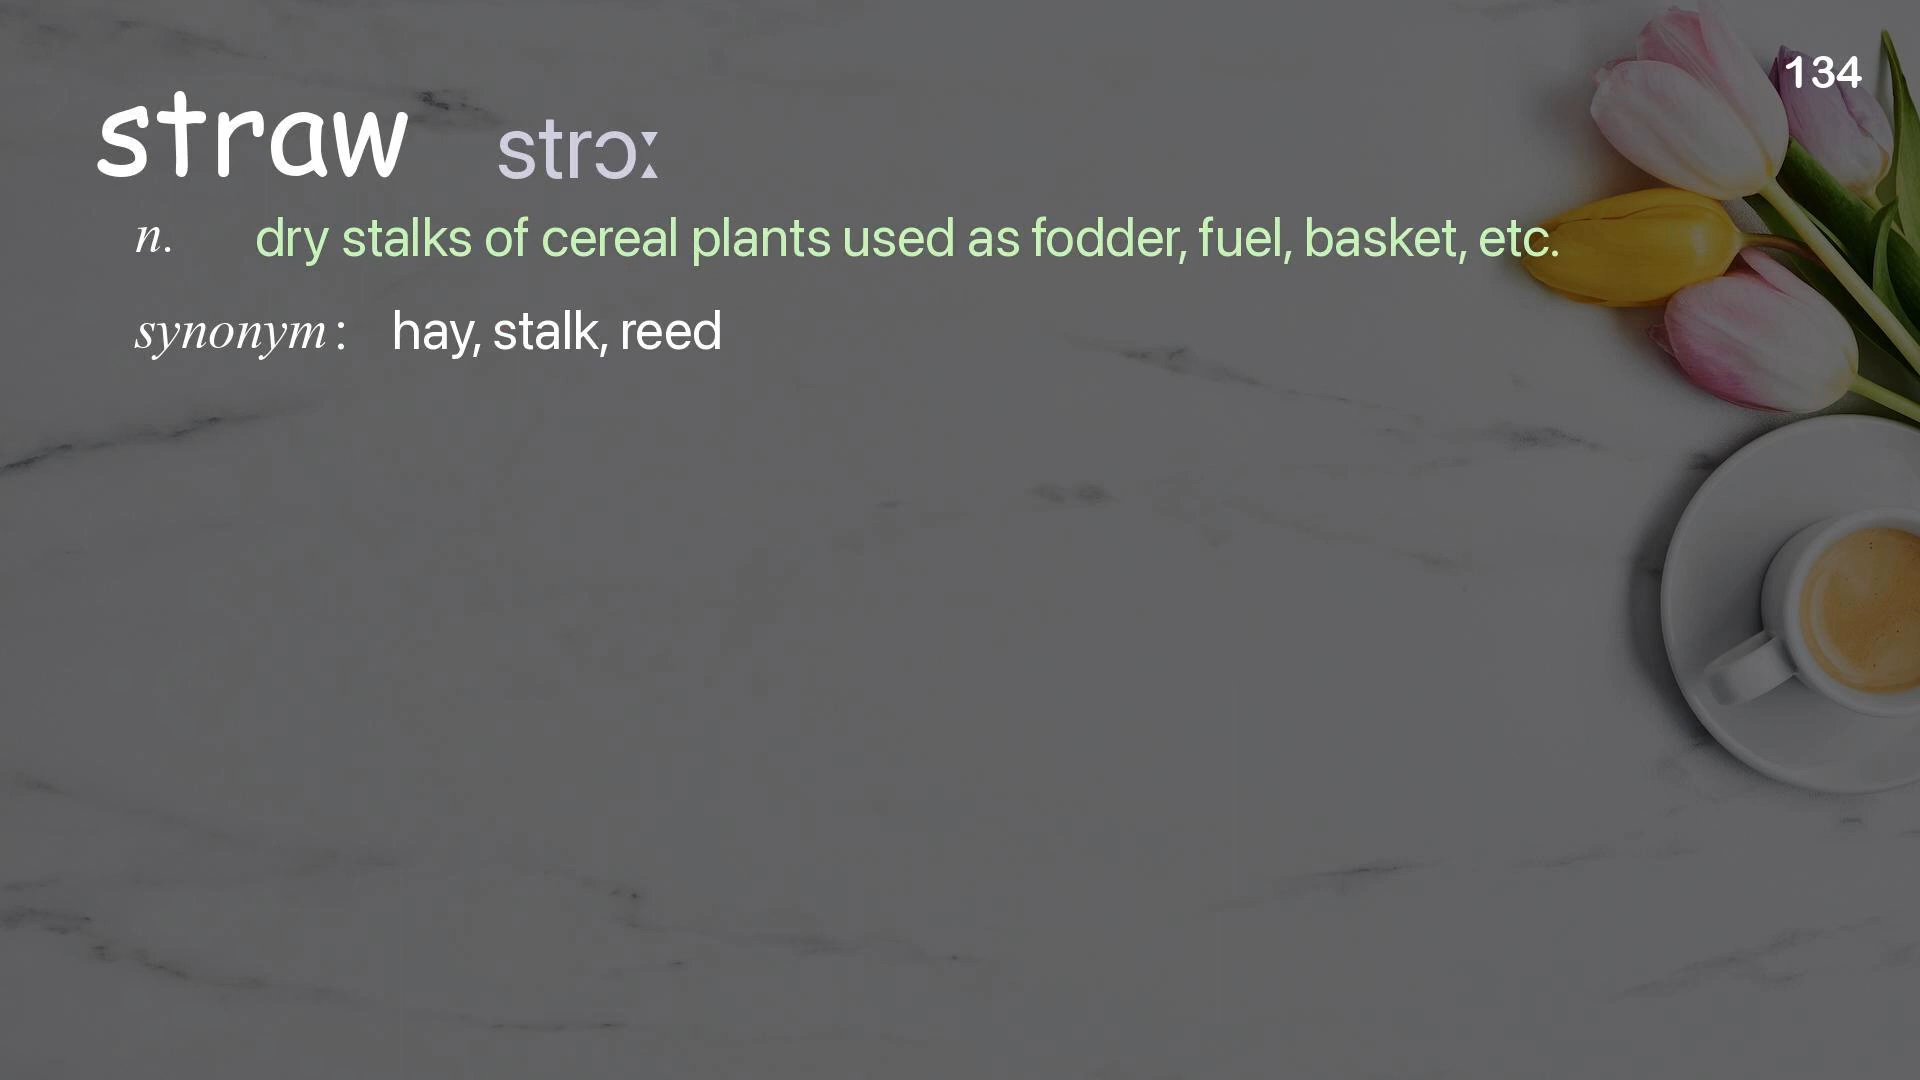 134
straw strɔː
n. dry stalks of cereal plants used as fodder, fuel, basket, etc.
synonym: hay, stalk, reed